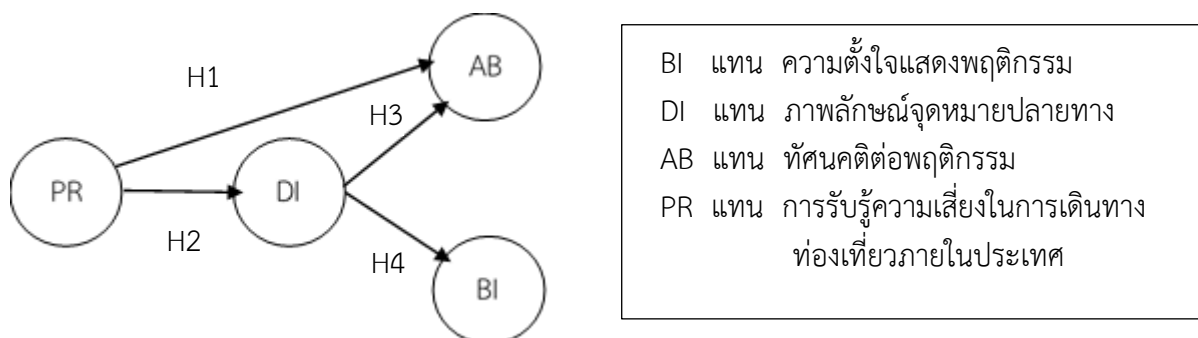 H1
AB
H3
PR
DI
H2
H4
BI
BI แทน ความตั้งใจแสดงพฤติกรรม
DI แทน ภาพลักษณ์จุดหมายปลายทาง
AB แทน ทัศนคติต่อพฤติกรรม
PR แทน การรับรู้ความเสี่ยงในการเดินทาง
ท่องเที่ยวภายในประเทศ